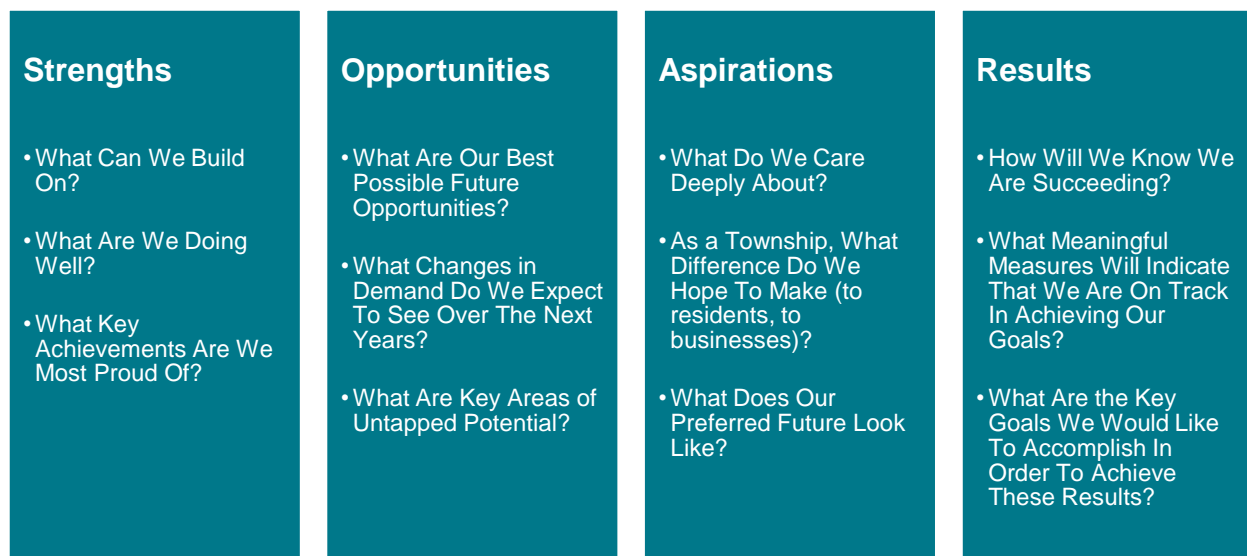 Strengths
• What Can We Build
On?
• What Are We Doing
Well?
• What Key
Achievements Are We
Most Proud Of?
Opportunities
• What Are Our Best
Possible Future
Opportunities?
• What Changes in
Demand Do We Expect
To See Over The Next
Years?
• What Are Key Areas of
Untapped Potential?
Aspirations
• What Do We Care
Deeply About?
• As a Township, What
Difference Do We
Hope To Make (to
residents, to
businesses)?
• What Does Our
Preferred Future Look
Like?
Results
• How Will We Know We
Are Succeeding?
• What Meaningful
Measures Will Indicate
That We Are On Track
In Achieving Our
Goals?
• What Are the Key
Goals We Would Like
To Accomplish In
Order To Achieve
These Results?